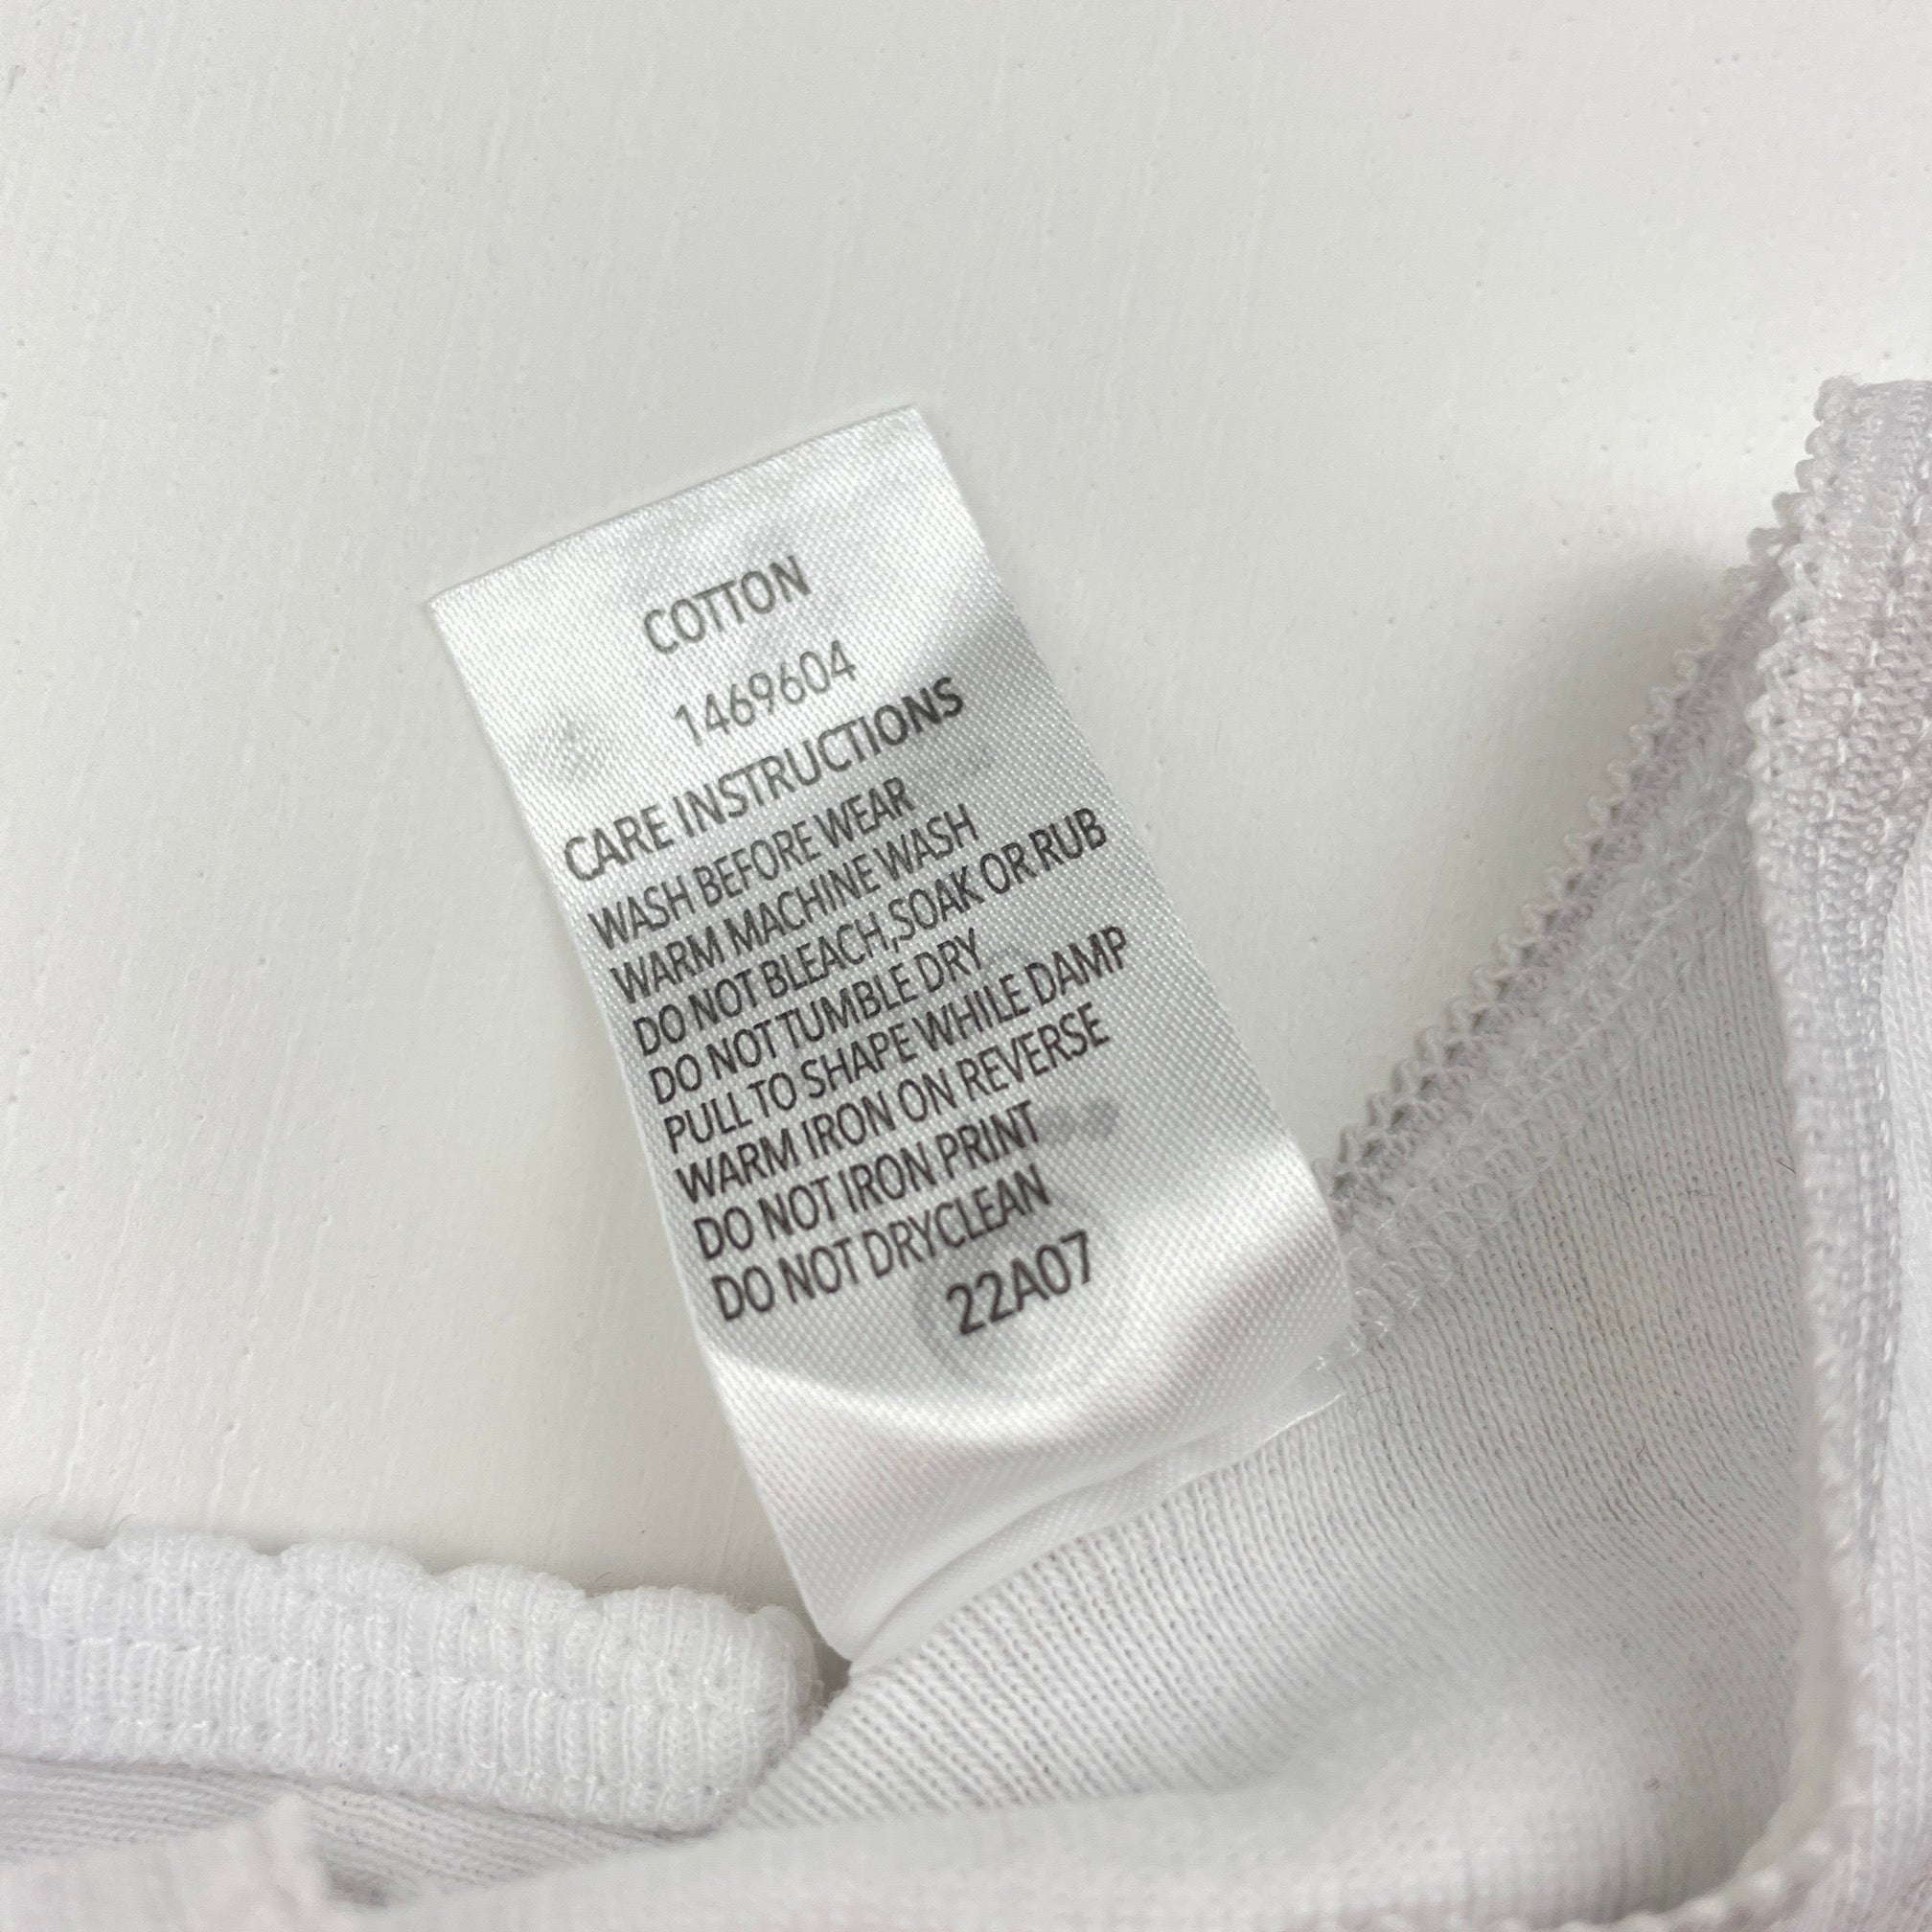 COTTON
1469604
CARE INSTRUCTIONS
WASH BEFORE WEAR
WARM MACHINE WASH
DO NOT BLEACH,SOAK OR RUB
DO NOT TUMBLE DRY
PULL TO SHAPE WHILE DAMP
WARM IRON ON REVERSE
DO NOT IRON PRINT
DO NOT DRYCLEAN
22A07